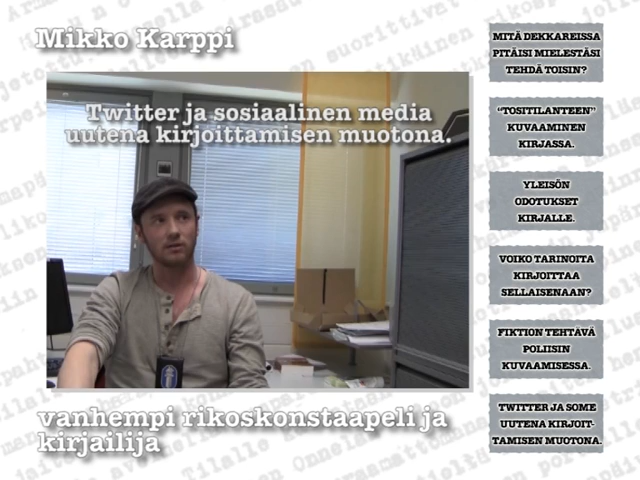 Mikko Karppi
Twitter ja sosiaalinen media
uutena kirjoittamisen muotona.
vanhempi rikoskonstaapeli ja
kirjailija
MITÄ DEKKAREISSA
PITÄISI MIELESTÄSI
TEHDÄ TOISIN?
"TOSITILANTEEN"
KUVAAMINEN
KIRJASSA.
YLEISÖN
ODOTUKSET
KIRJALLE.
VOIKO TARINOITA
KIRJOITTAA
SELLAISENAAN?
FIKTION TEHTÄVÄ
POLIISIN
KUVAAMISESSA.
TWITTER JA SOME
UUTENA KIRJOIT-
TAMISEN MUOTONA.